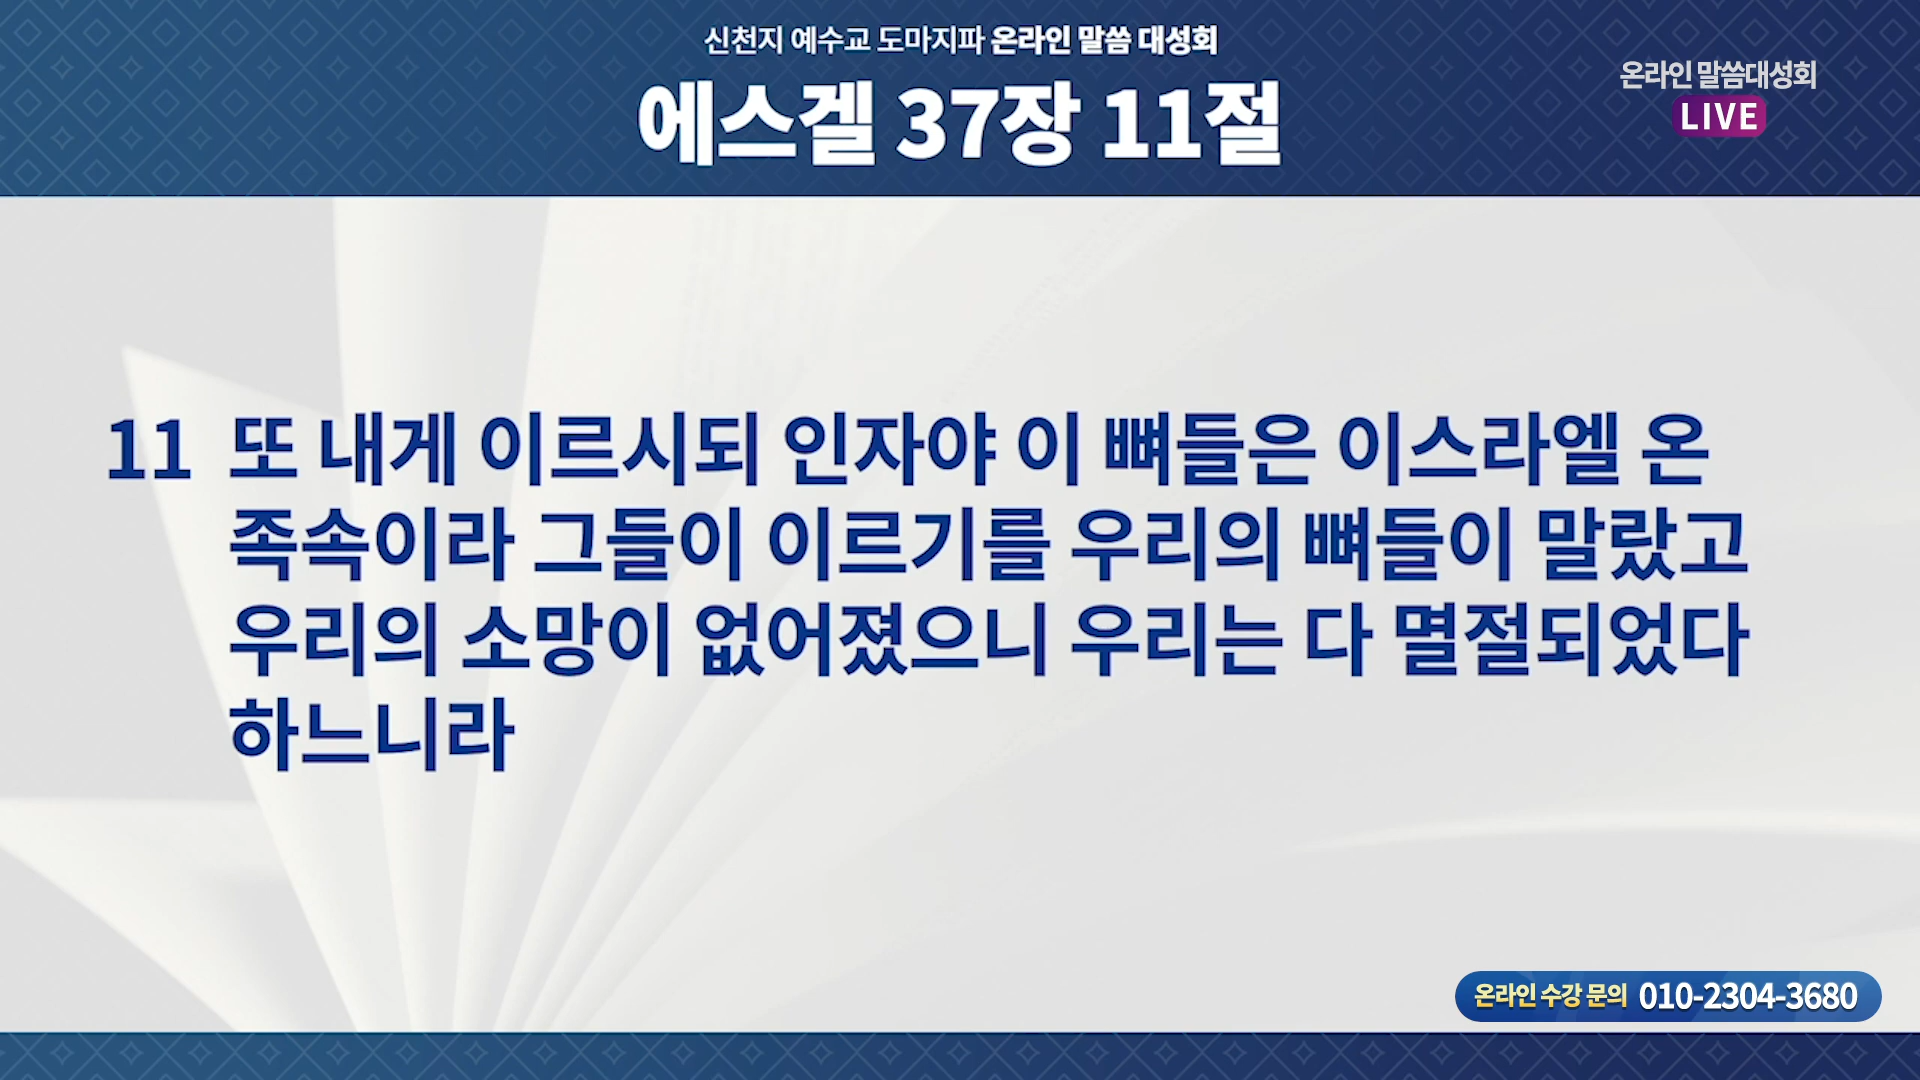 신천지 예수교 도마지파 온라인 말씀 대성회
에스겔 37장 11절
온라인 말씀대성회
LIVE
11 또 내게 이르시되 인자야 이 뼈들은 이스라엘 온
족속이라 그들이 이르기를 우리의 뼈들이 말랐고
우리의 소망이 없어졌으니 우리는 다 멸절되었다
하느니라
온라인 수강 문의 010-2304-3680